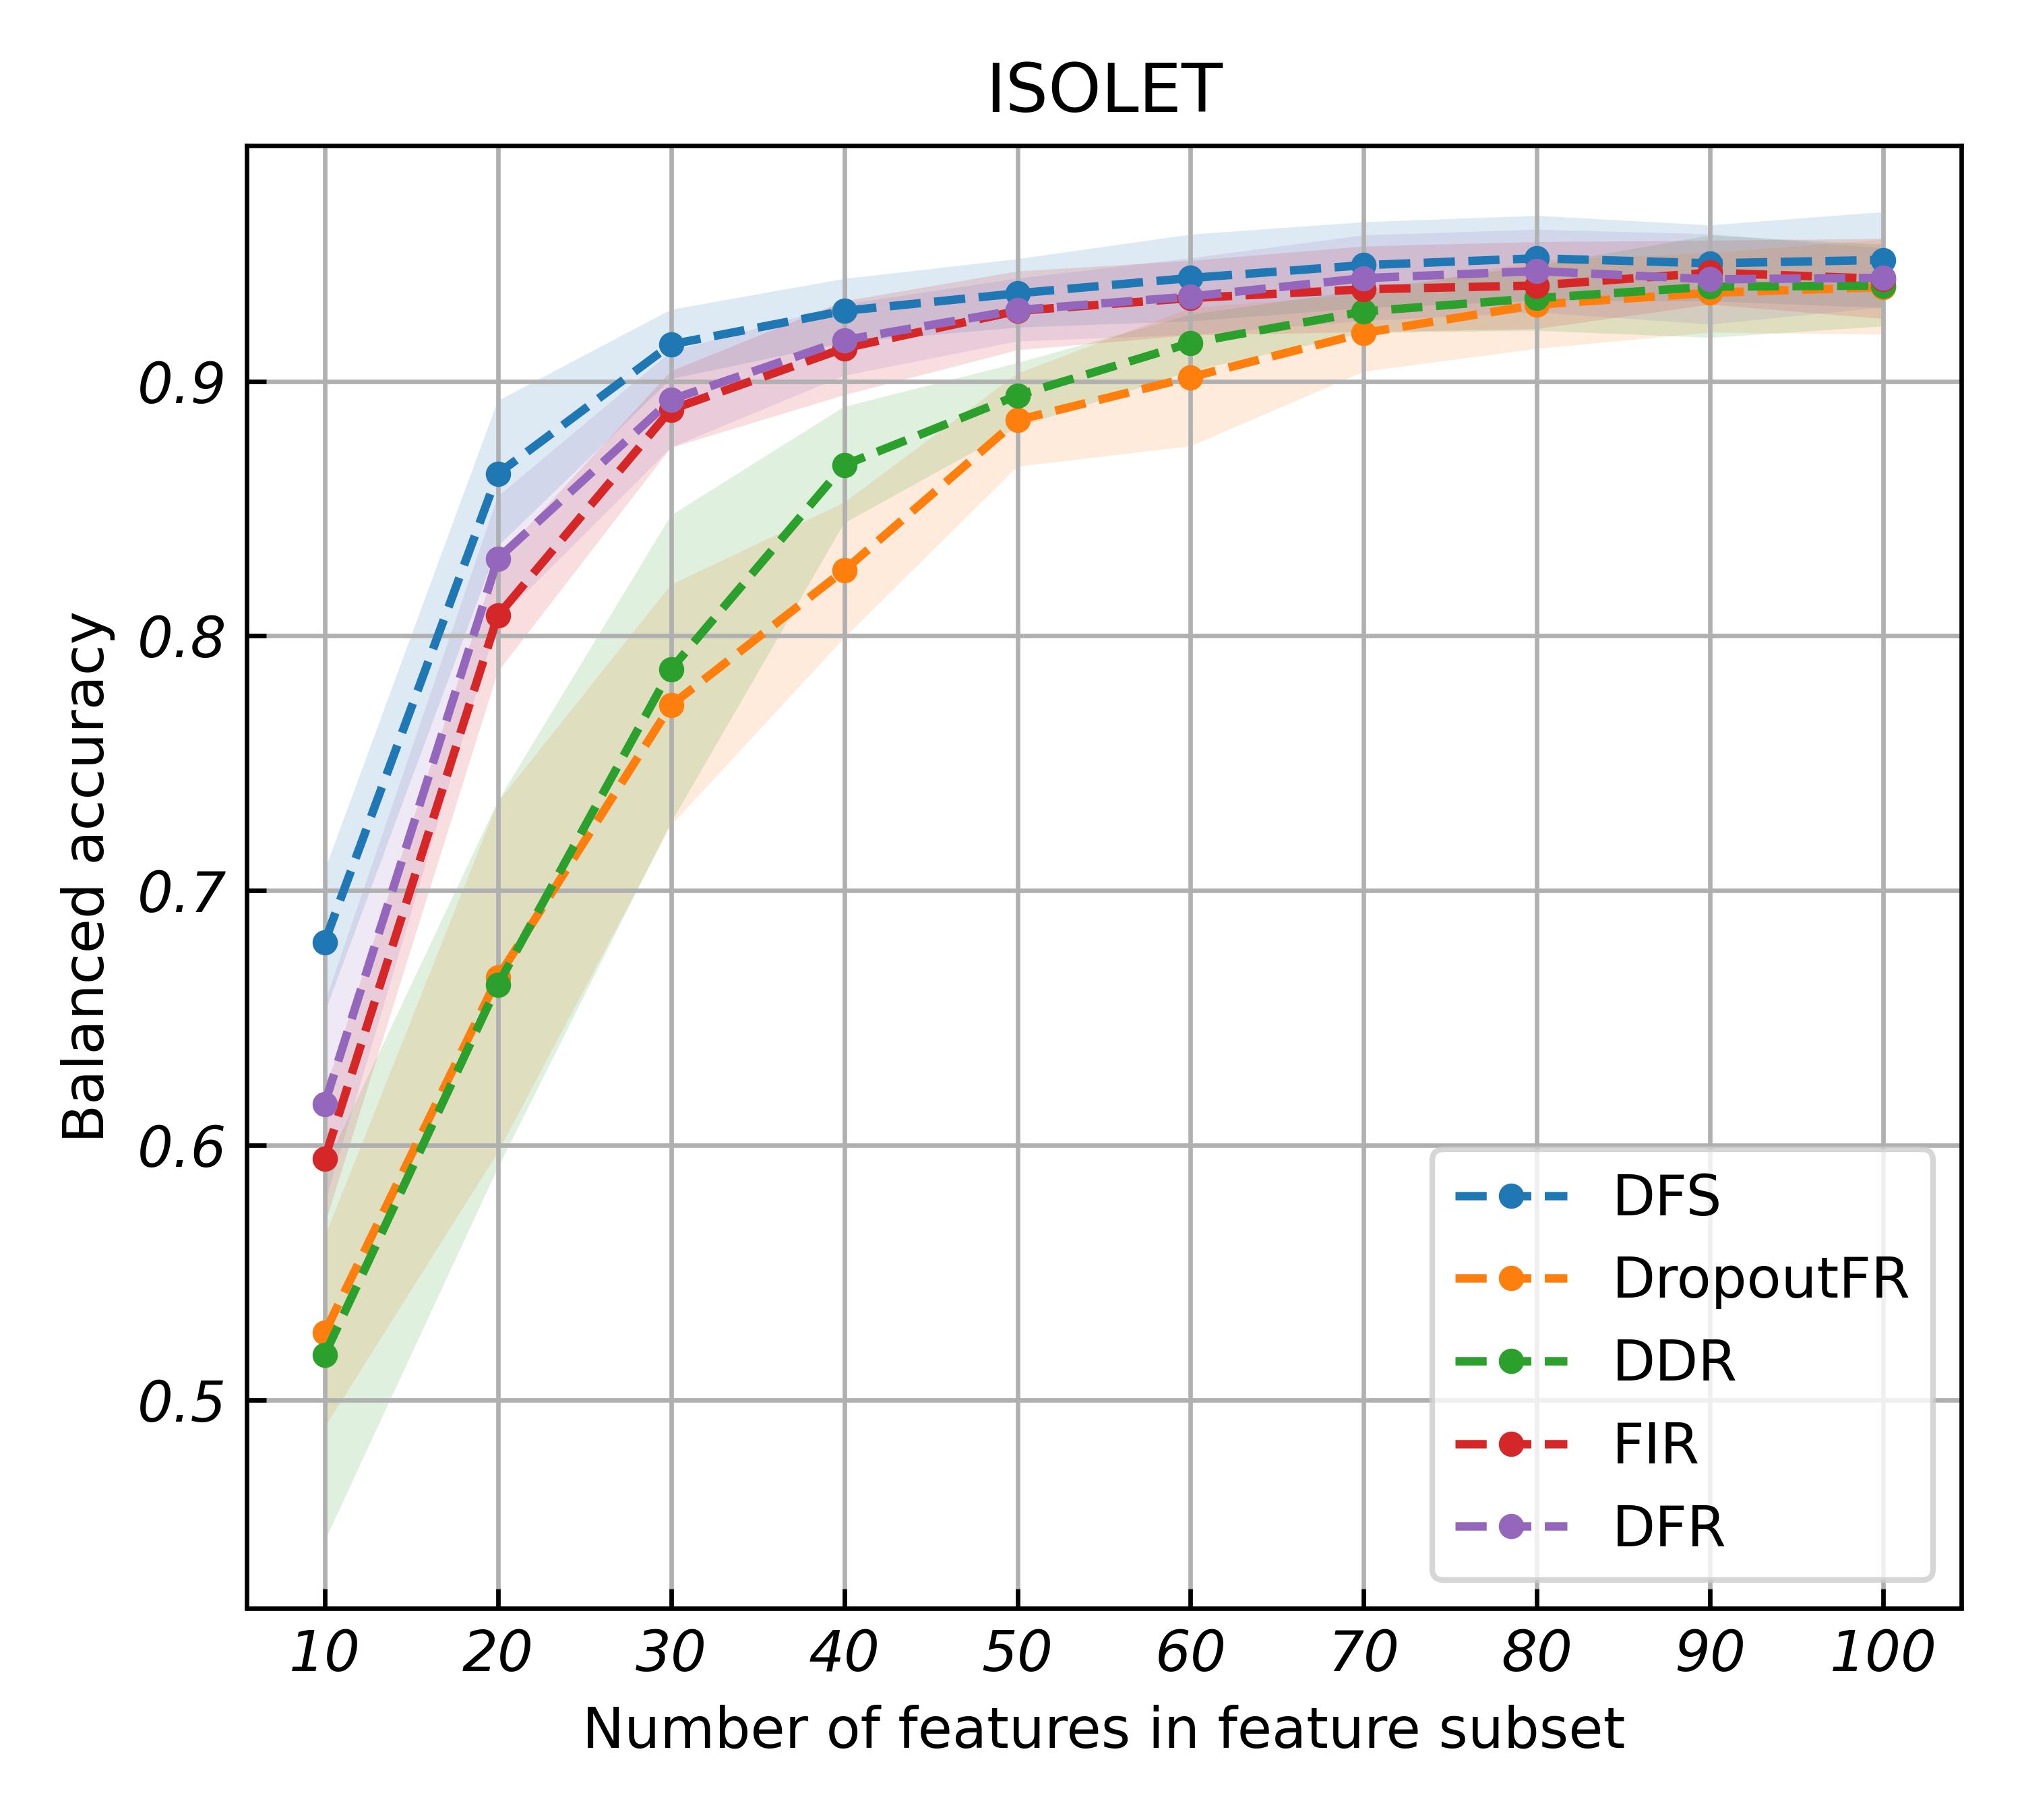 ISOLET
Balanced accuracy
0.9
0.8
0.7
0.6
0.5
DFS
DropoutFR
DDR
FIR
DFR
10 20 30 40 50 60 70 80 90 100
Number of features in feature subset